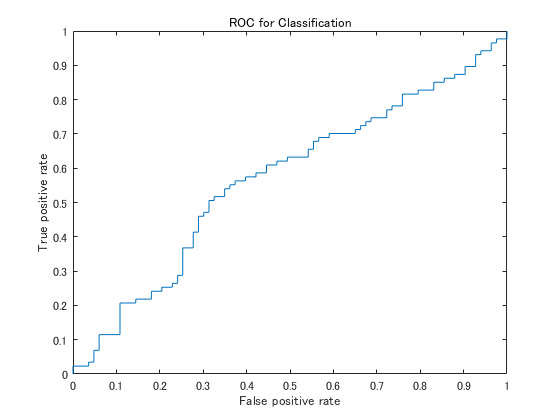 ROC for Classification
1
0.9
0.8
0.7
0.6
0.5
0.4
0.3
0.2
0.1
0
True positive rate
0 0.1 0.2 0.3 0.4 0.5 0.6 0.7 0.8 0.9 1
False positive rate